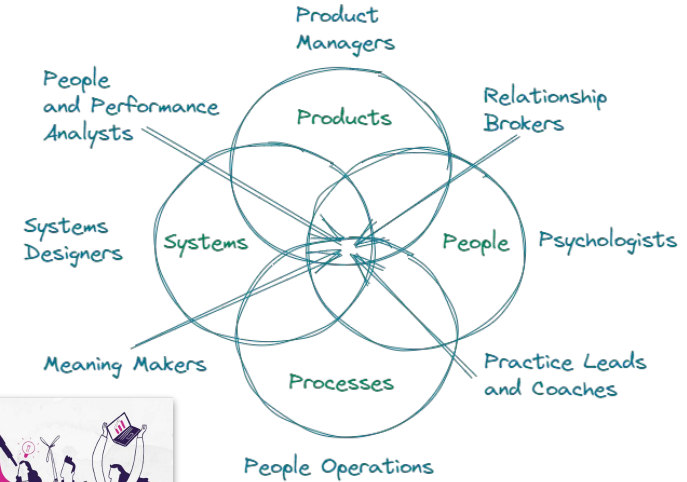 Product
Managers
People
and Performance
Analysts
Relationship
Brokers
Products
Systems
Designers
Systems
People
Psychologists
Meaning Makers
Processes
Practice Leads
and Coaches
People Operations